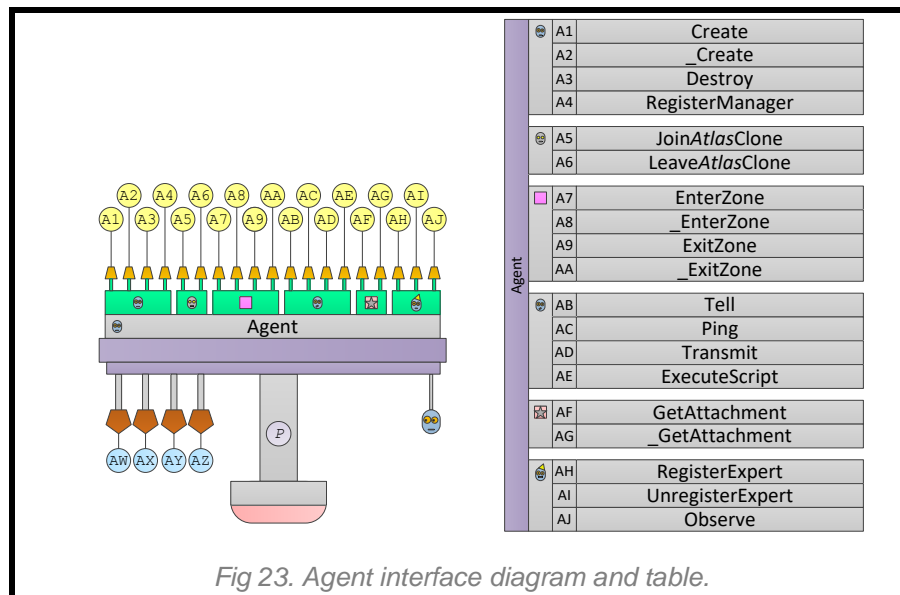 A2 A4 A6 A8 AA AC AE AG AI
A1 A3 A5 A7 A9 AB AD AF AH AJ
Agent
P
AW AX AY AZ
Agent
A1 Create
A2 _Create
A3 Destroy
A4 RegisterManager
A5 JoinAtlasClone
A6 LeaveAtlasClone
A7 EnterZone
A8 _EnterZone
A9 ExitZone
AA _ExitZone
AB Tell
AC Ping
AD Transmit
AE ExecuteScript
AF GetAttachment
AG _GetAttachment
AH RegisterExpert
AI UnregisterExpert
AJ Observe
Fig 23. Agent interface diagram and table.